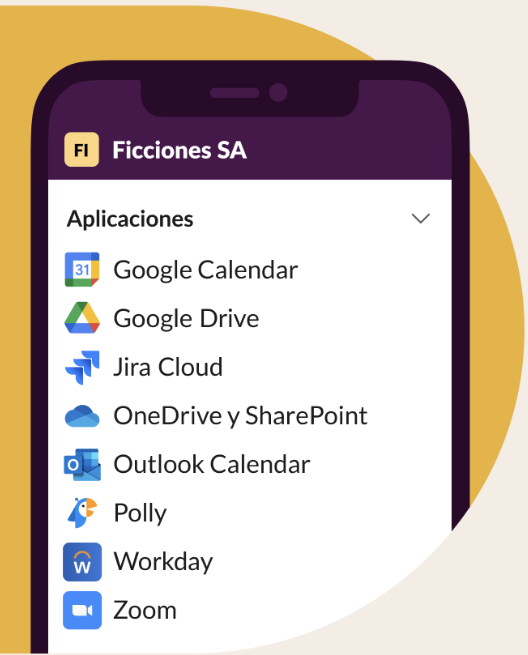 FI Ficciones SA
Aplicaciones
31 Google Calendar
Google Drive
Jira Cloud
OneDrive y SharePoint
O Outlook Calendar
Polly
W Workday
Zoom